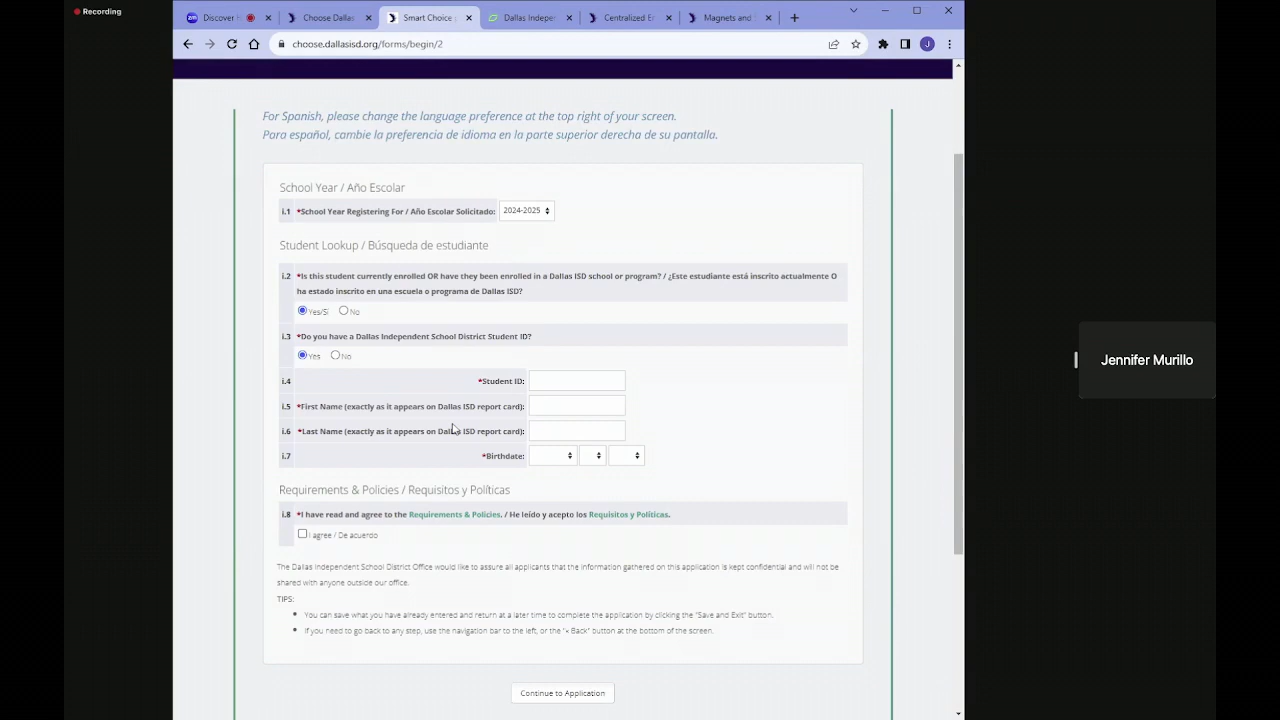 Recording
Discover
Choose Dallas
Smart Choice
Dallas Indepe
Centralized E
Magnets and
choose.dallasisd.org/forms/begin/2
J
For Spanish, please change the language preference at the top right of your screen.
Para español, cambie la preferencia de idioma en la parte superior derecha de su pantalla.
School Year / Año Escolar
i.1 *School Year Registering For / Año Escolar Solicitado: 2024-2025
Student Lookup / Búsqueda de estudiante
i.2 *Is this student currently enrolled OR have they been enrolled in a Dallas ISD school or program? / ¿Este estudiante está inscrito actualmente O
ha estado inscrito en una escuela o programa de Dallas ISD?
Yes/Sí No
i.3 *Do you have a Dallas Independent School District Student ID?
Yes No
i.4 *Student ID:
i.5 *First Name (exactly as it appears on Dallas ISD report card):
i.6 *Last Name (exactly as it appears on Dallas ISD report card):
i.7 *Birthdate:
Requirements & Policies / Requisitos y Políticas
i.8 *I have read and agree to the Requirements & Policies. / He leído y acepto los Requisitos y Políticas.
I agree / De acuerdo
The Dallas Independent School District Office would like to assure all applicants that the information gathered on this application is kept confidential and will not be
shared with anyone outside our office.
TIPS:
You can save what you have already entered and return at a later time to complete the application by clicking the "Save and Exit" button.
If you need to go back to any step, use the navigation bar to the left, or the "< Back" button at the bottom of the screen.
Continue to Application
Jennifer Murillo